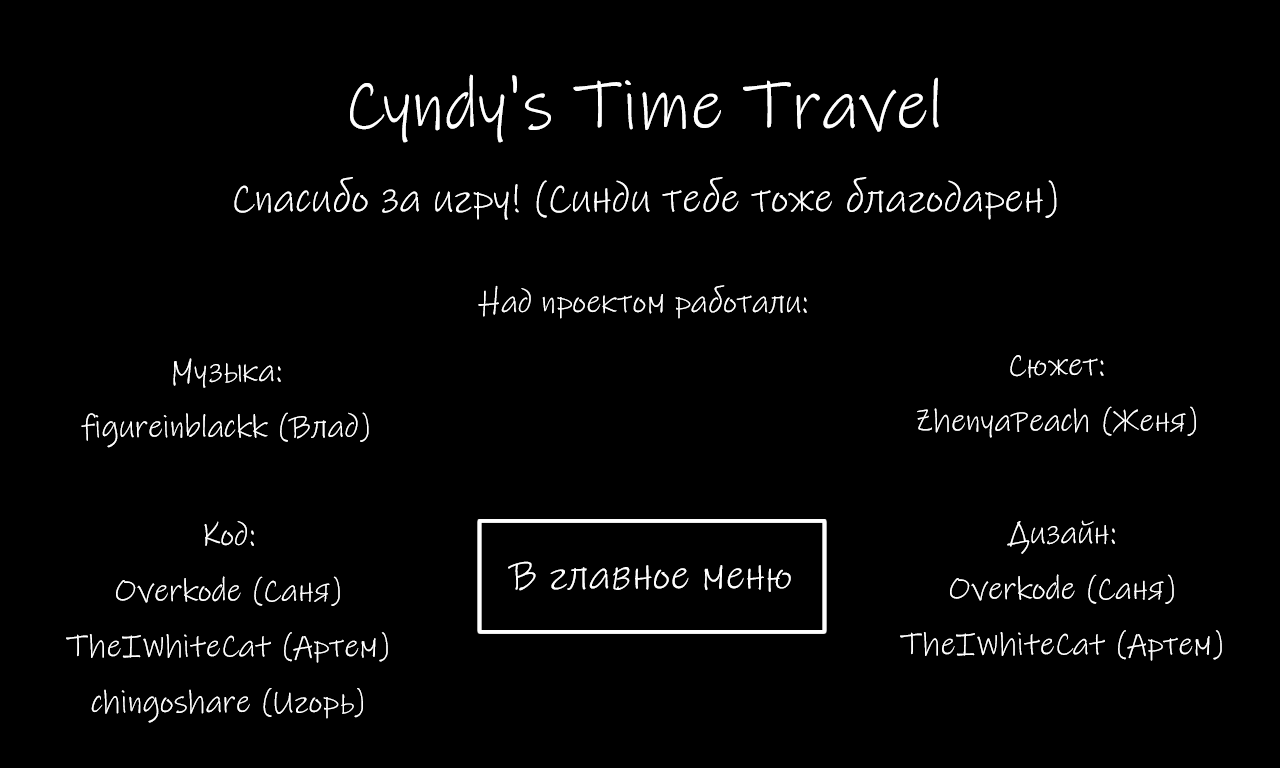 Cyndy's Time Travel
Спасибо за игру! (Синди тебе тоже благодарен)
Над проектом работали:
Музыка:
figureinblackk (Влад)
Сюжет:
ZhenyaPeach (Женя)
Код:
Overkode (Саня)
TheIWhiteCat (Артем)
chingoshare (Игорь)
В главное меню
Дизайн:
Overkode (Саня)
TheIWhiteCat (Артем)